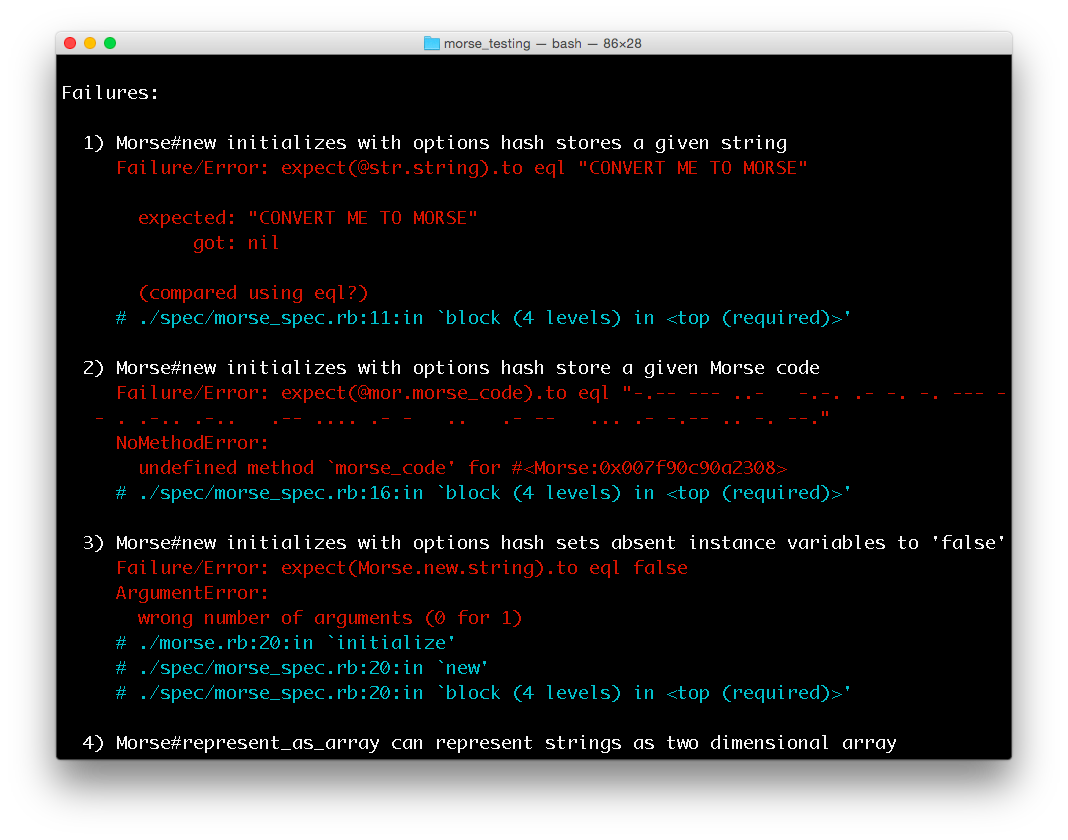 morse_testing — bash — 86×28
Failures:
1) Morse#new initializes with options hash stores a given string
Failure/Error: expect(@str.string).to eql "CONVERT ME TO MORSE"
expected: "CONVERT ME TO MORSE"
got: nil
(compared using eql?)
# ./spec/morse_spec.rb:11:in `block (4 levels) in <top (required)>'
2) Morse#new initializes with options hash store a given Morse code
Failure/Error: expect(@mor.morse_code).to eql "-.-- --- ..-   -.-. .- -. -. --- -
- . .-.. .-..   .-- .... .- -   ..   .- --   ... .- -.-- .. -. --."
NoMethodError:
undefined method `morse_code' for #<Morse:0x007f90c90a2308>
# ./spec/morse_spec.rb:16:in `block (4 levels) in <top (required)>'
3) Morse#new initializes with options hash sets absent instance variables to 'false'
Failure/Error: expect(Morse.new.string).to eql false
ArgumentError:
wrong number of arguments (0 for 1)
# ./morse.rb:20:in `initialize'
# ./spec/morse_spec.rb:20:in `new'
# ./spec/morse_spec.rb:20:in `block (4 levels) in <top (required)>'
4) Morse#represent_as_array can represent strings as two dimensional array